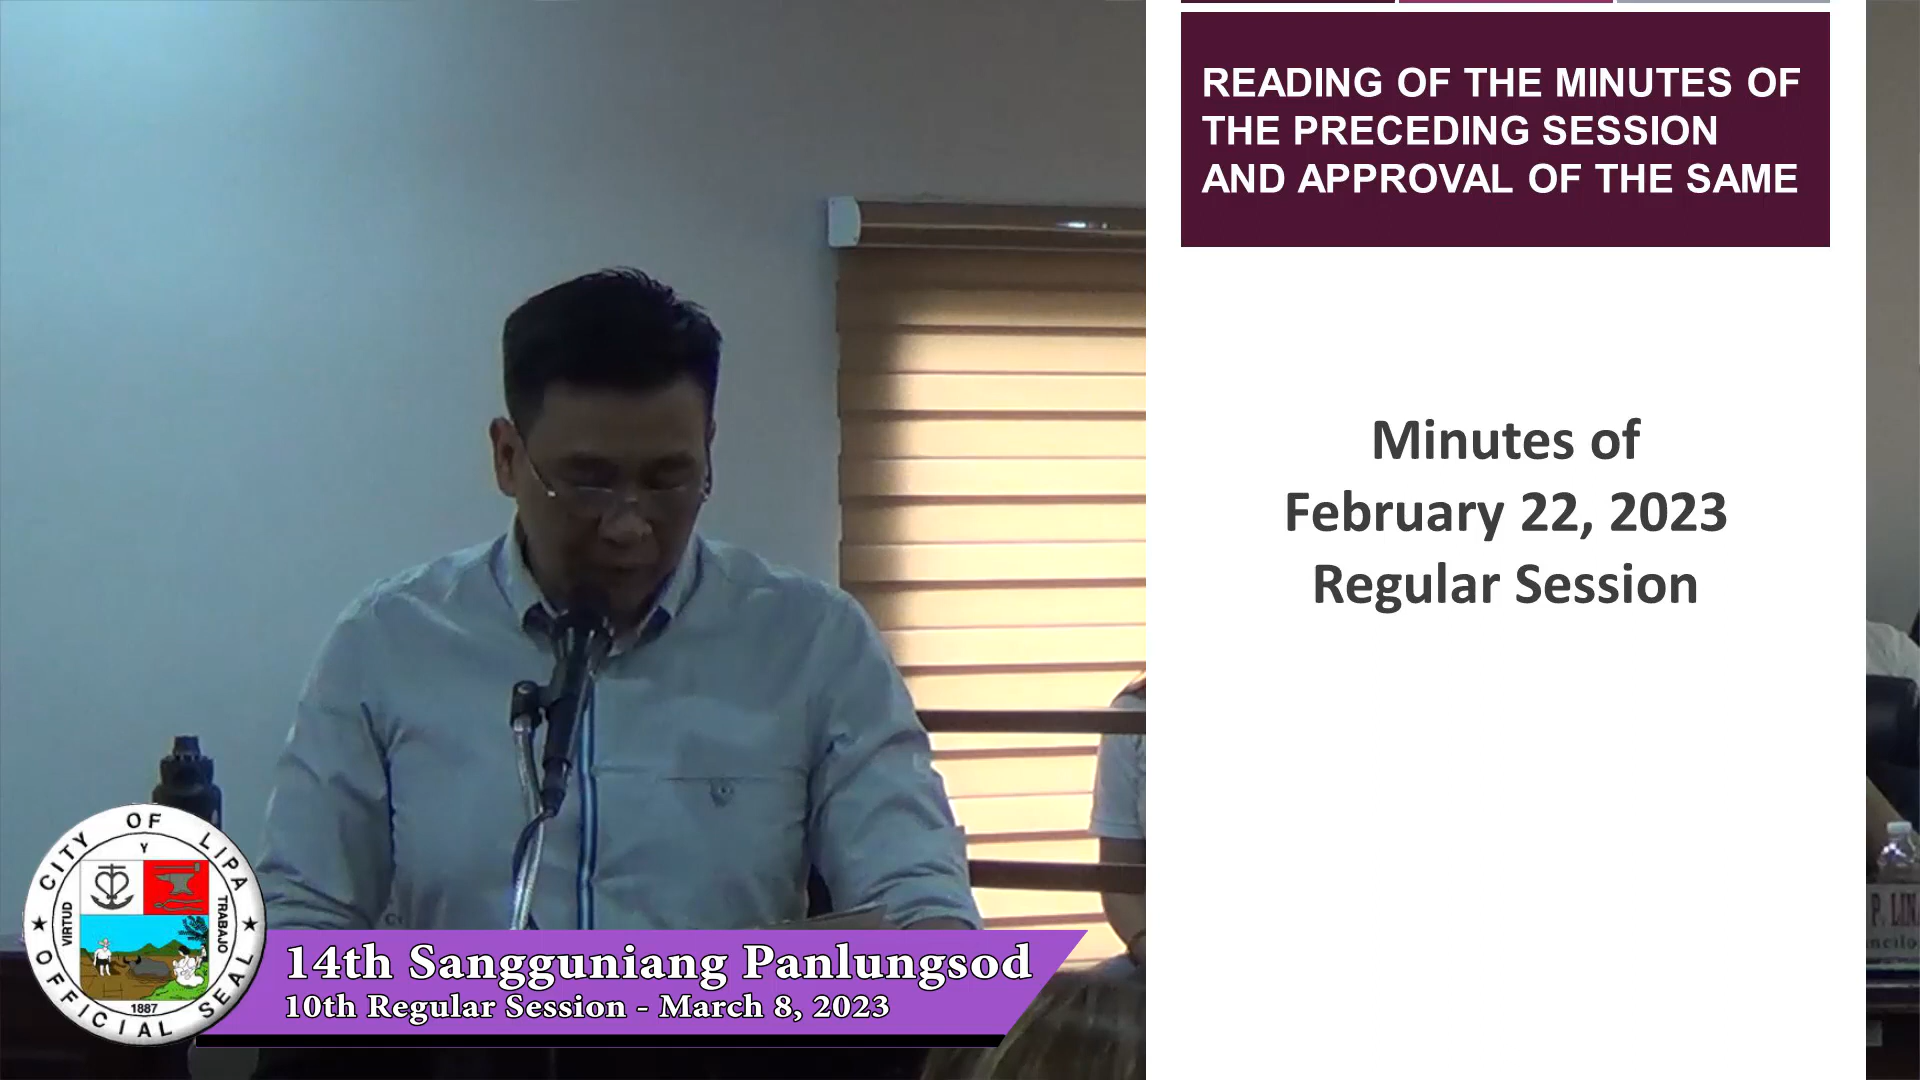 READING OF THE MINUTES OF
THE PRECEDING SESSION
AND APPROVAL OF THE SAME
Minutes of
February 22, 2023
Regular Session
CITY OF LIPA
Y
VIRTUD
TRABAJO
1887
OFFICIAL SEAL
14th Sangguniang Panlungsod
10th Regular Session - March 8, 2023
P.